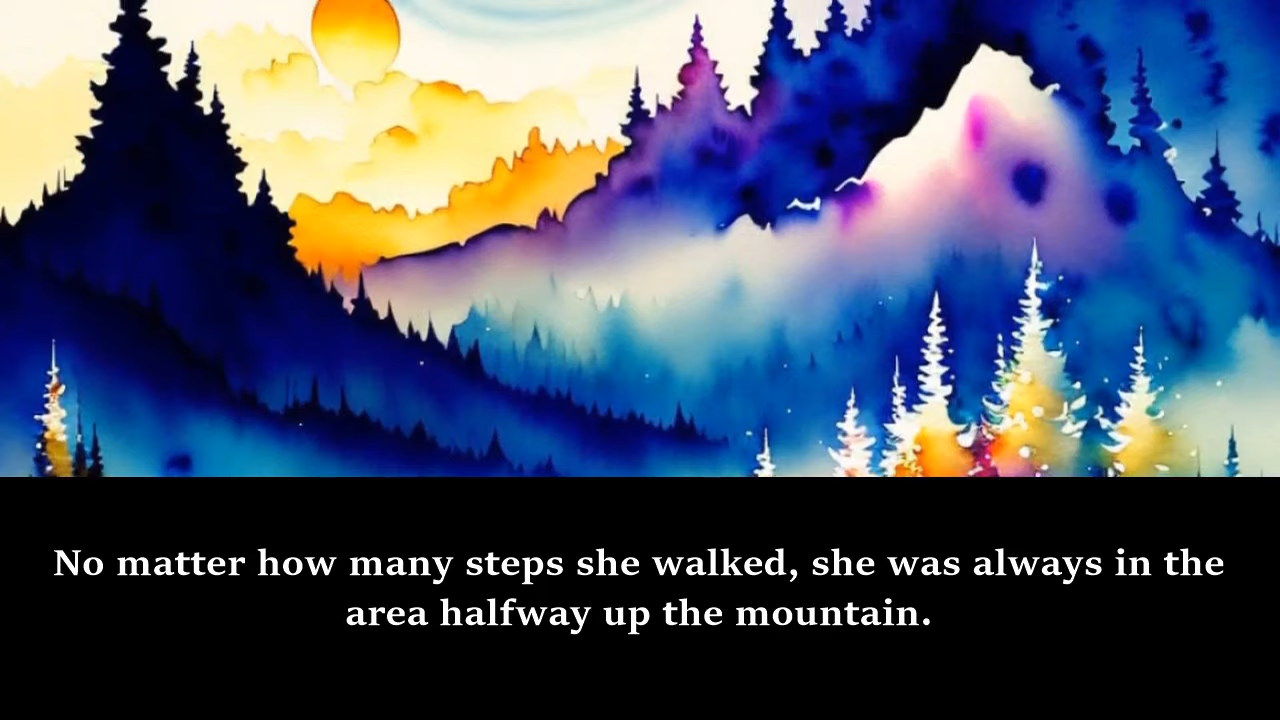 No matter how many steps she walked, she was always in the
area halfway up the mountain.